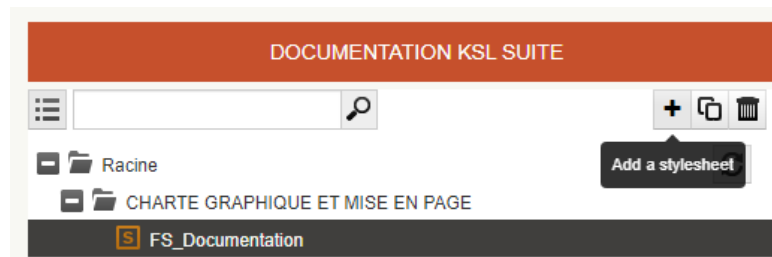 DOCUMENTATION KSL SUITE
Racine
Add a stylesheet
CHARTE GRAPHIQUE ET MISE EN PAGE
S FS_Documentation